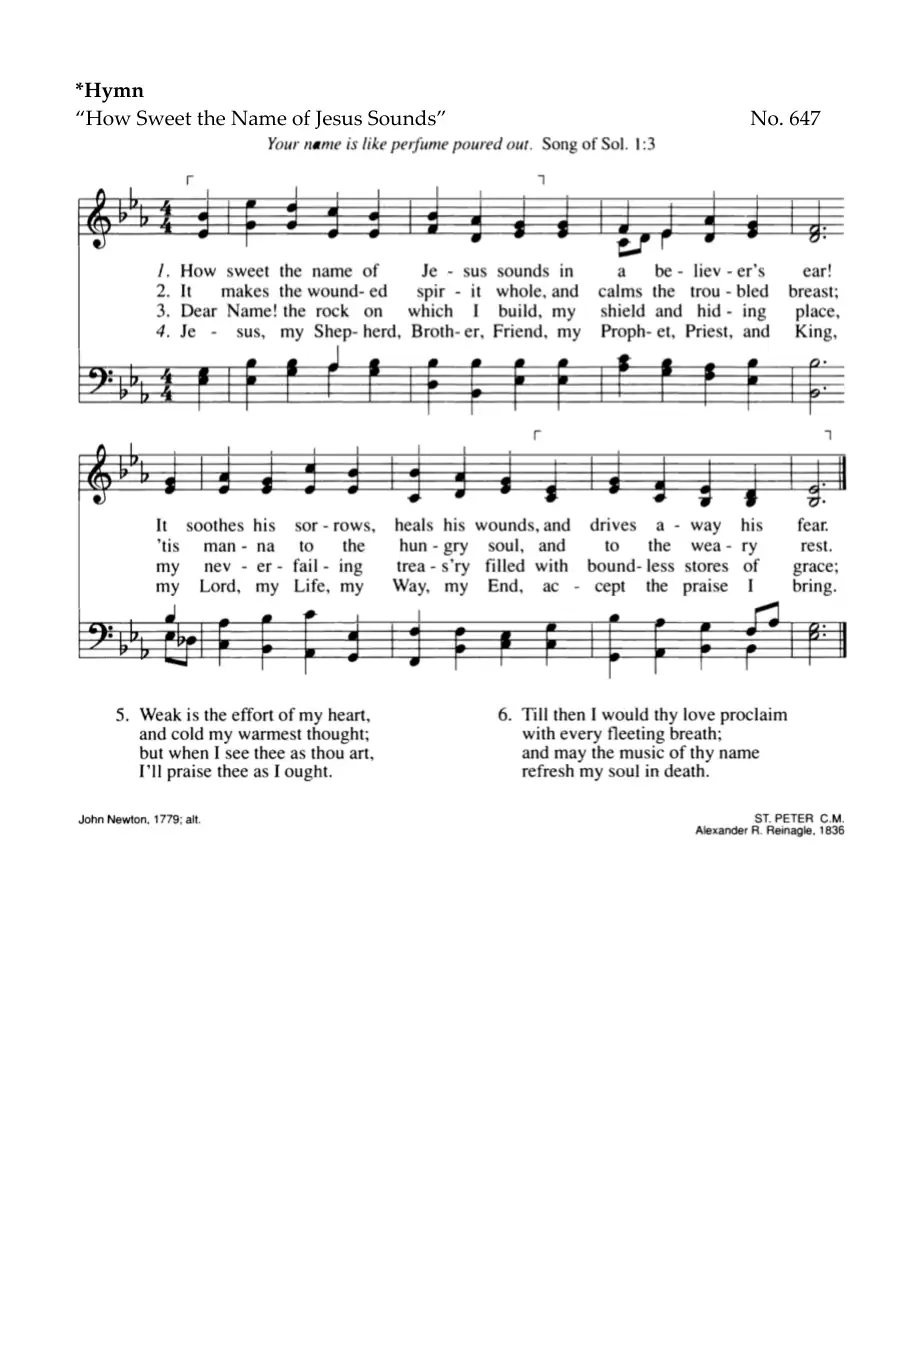 *Hymn
“How Sweet the Name of Jesus Sounds” No. 647
Your name is like perfume poured out. Song of Sol. 1:3
1. How sweet the name of Je - sus sounds in a be - liev - er's ear!
2. It makes the wound- ed spir - it whole, and calms the trou - bled breast;
3. Dear Name! the rock on which I build, my shield and hid - ing place,
4. Je - sus, my Shep- herd, Broth- er, Friend, my Proph- et, Priest, and King,
It soothes his sor - rows, heals his wounds, and drives a - way his fear.
'tis man - na to the hun - gry soul, and to the wea - ry rest.
my nev - er - fail - ing trea - s'ry filled with bound- less stores of grace;
my Lord, my Life, my Way, my End, ac - cept the praise I bring.
5. Weak is the effort of my heart,
and cold my warmest thought;
but when I see thee as thou art,
I'll praise thee as I ought.
6. Till then I would thy love proclaim
with every fleeting breath;
and may the music of thy name
refresh my soul in death.
John Newton, 1779; alt.
ST. PETER C.M.
Alexander R. Reinagle, 1836